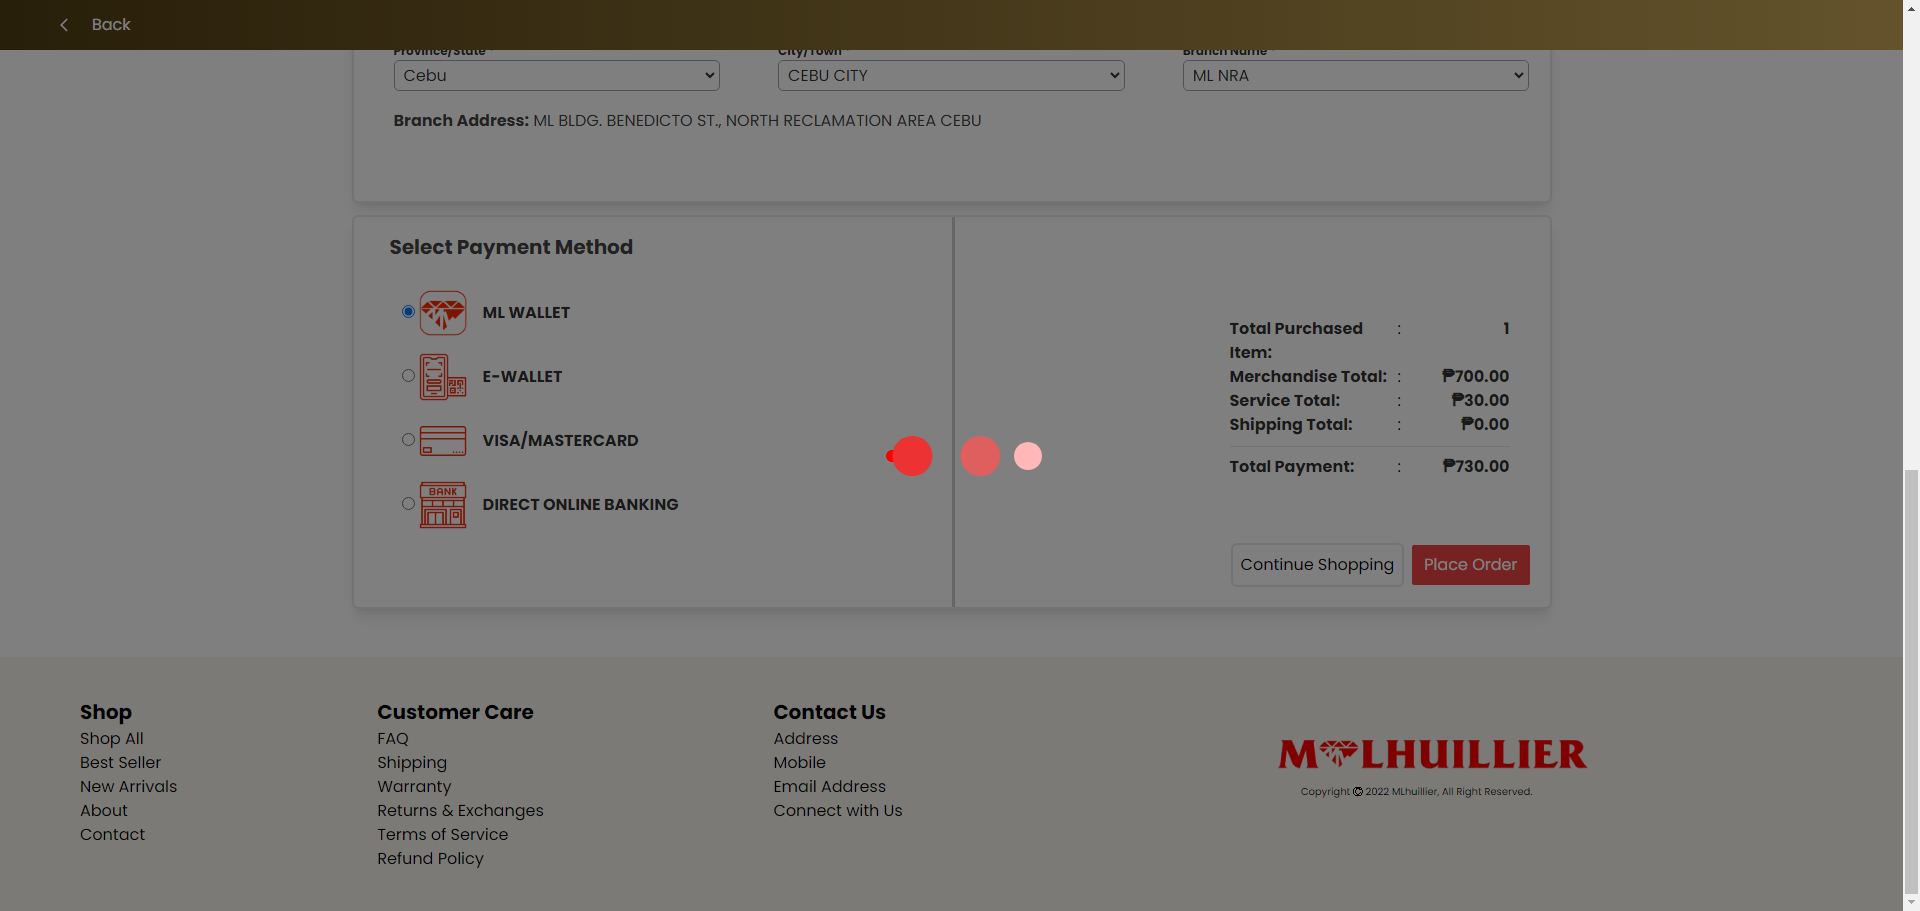 Back
Province/State City/Town Branch Name
Cebu CEBU CITY ML NRA
Branch Address: ML BLDG. BENEDICTO ST., NORTH RECLAMATION AREA CEBU
Select Payment Method
ML WALLET
E-WALLET
VISA/MASTERCARD
BANK
DIRECT ONLINE BANKING
Total Purchased : 1
Item:
Merchandise Total: : ₱700.00
Service Total: : ₱30.00
Shipping Total: : ₱0.00
Total Payment: : ₱730.00
Continue Shopping Place Order
Shop
Shop All
Best Seller
New Arrivals
About
Contact
Customer Care
FAQ
Shipping
Warranty
Returns & Exchanges
Terms of Service
Refund Policy
Contact Us
Address
Mobile
Email Address
Connect with Us
M LHUILLIER
Copyright © 2022 MLhuillier, All Right Reserved.